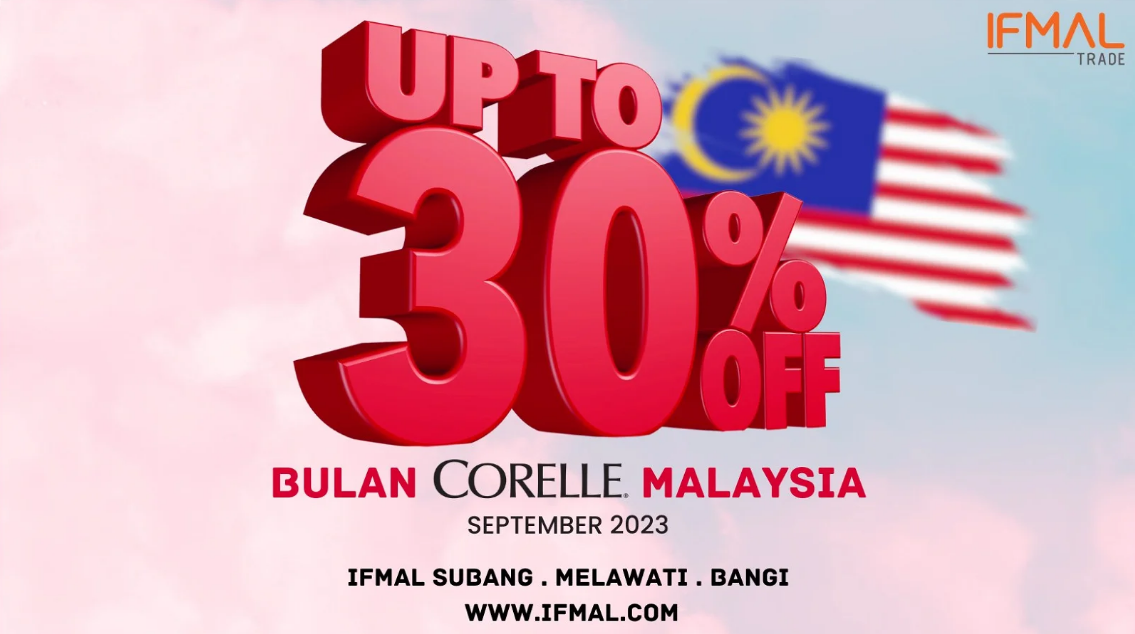 IFMAL
TRADE
UP TO
30%
OFF
BULAN CORELLE® MALAYSIA
SEPTEMBER 2023
IFMAL SUBANG . MELAWATI . BANGI
WWW.IFMAL.COM